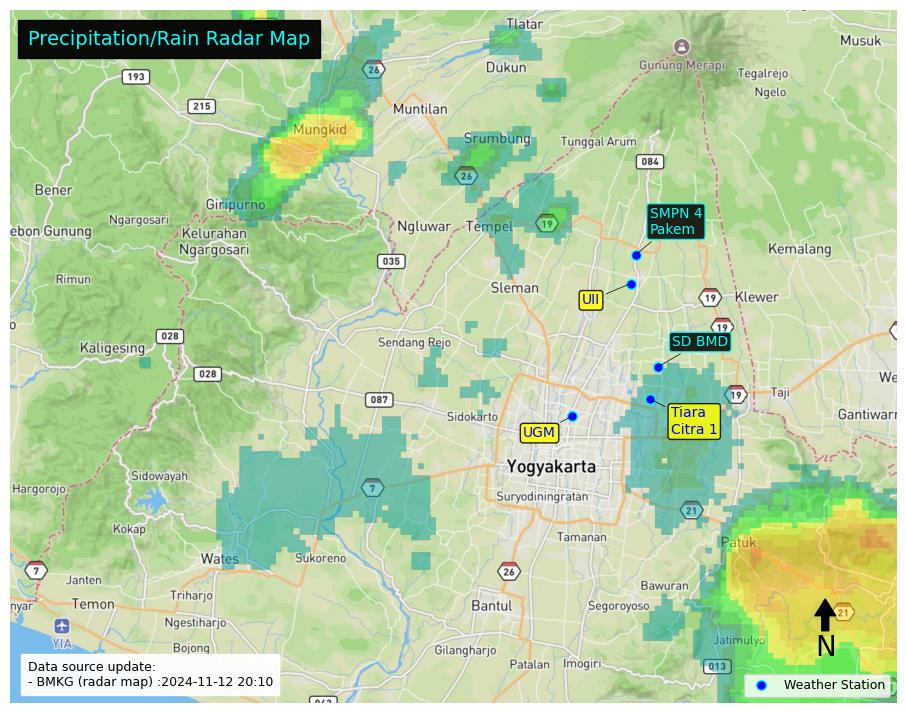 Precipitation/Rain Radar Map
Tlatar
Musuk
26
Dukun
Gunung Merapi
Tegalrejo
193
Ngelo
215
Muntilan
Mungkid
Srumbung
Tunggal Arum
084
26
Bener
Giripurno
SMPN 4
Pakem
Ngargosari
Ngluwar
Tempel
19
ebon Gunung
Kelurahan
Ngargosari
Kemalang
035
Rimun
Sleman
UII
19
Klewer
19
028
Sendang Rejo
SD BMD
Kaligesing
028
We
087
19
Taji
Sidokarto
Tiara
Citra 1
Gantiwarn
UGM
Yogyakarta
Sidowayah
Hargorojo
7
Suryodiningratan
21
Kokap
Tamanan
Patuk
Wates
Sukoreno
7
26
Janten
Bawuran
Triharjo
nyar
Temon
Bantul
Segoroyoso
21
Ngestiharjo
YIA
Jatimulyo
N
Bojong
Gilangharjo
Patalan
Imogiri
013
Data source update:
- BMKG (radar map) :2024-11-12 20:10
Weather Station